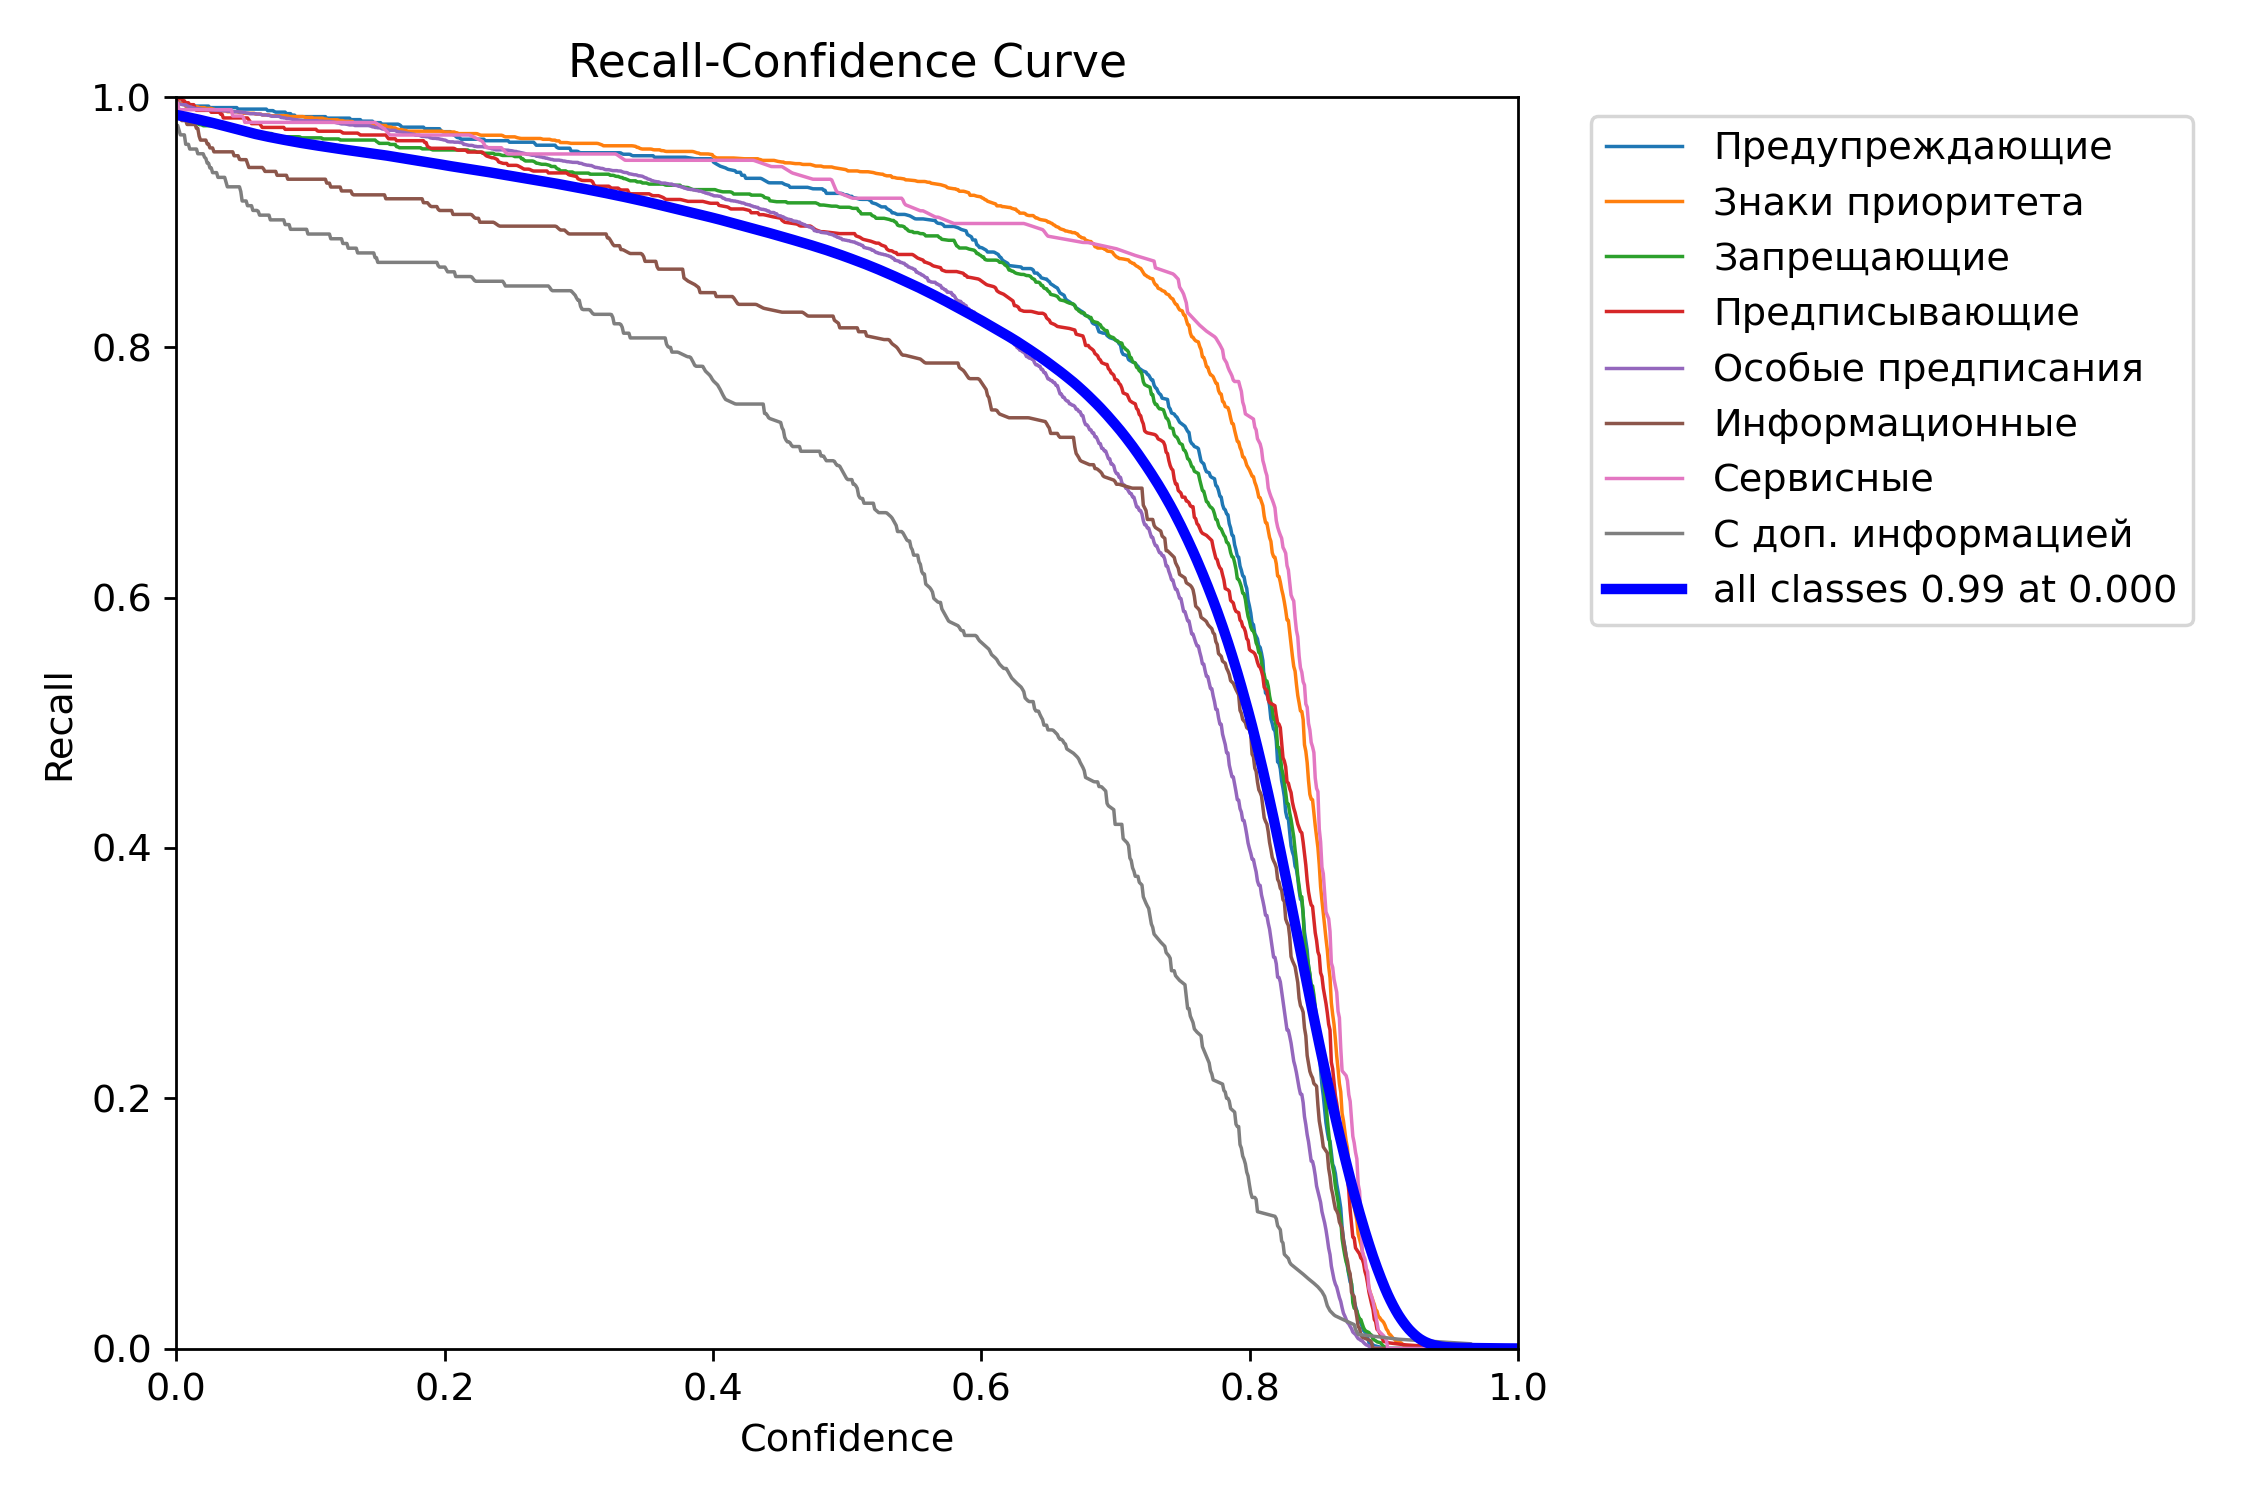 Recall-Confidence Curve
1.0
0.8
0.6
0.4
0.2
0.0
Recall
0.0 0.2 0.4 0.6 0.8 1.0
Confidence
Предупреждающие
Знаки приоритета
Запрещающие
Предписывающие
Особые предписания
Информационные
Сервисные
С доп. информацией
all classes 0.99 at 0.000